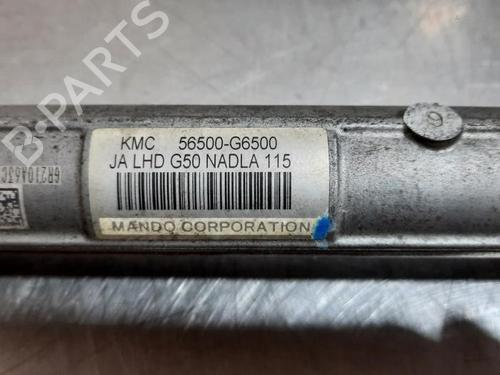 KMC 56500-G6500
JA LHD G50 NADLA 115
MANDO CORPORATION
B-PARTS